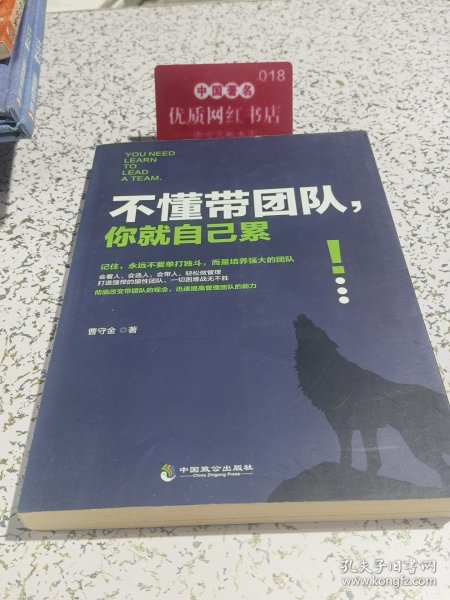 018
中国著名
优质网红书店
YOU NEED
LEARN
TO
LEAD
A TEAM.
不懂带团队，
你就自己累
！
记住，永远不要单打独斗，而是培养强大的团队
会看人，会选人，会带人，轻松做管理
打造强悍的狼性团队，一切困难战无不胜
彻底改变带团队的观念，迅速提高管理团队的能力
曹守金 著
中国致公出版社
China Zhigong Press
孔夫子旧书网
www.kongfz.com